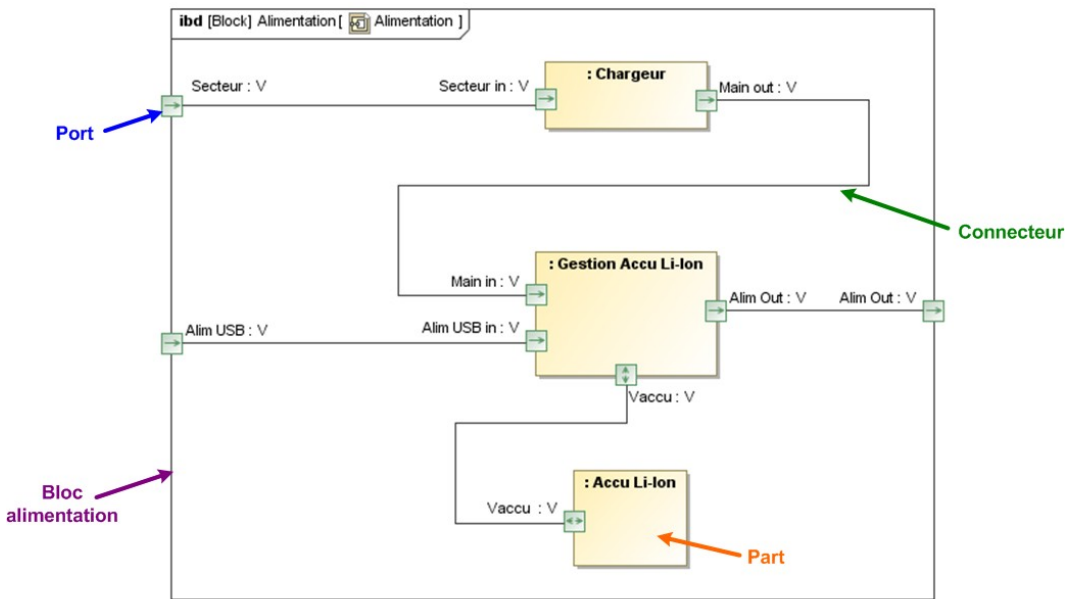 ibd [Block] Alimentation [ Alimentation ]
: Chargeur
Secteur : V
Secteur in : V
Main out : V
Port
Connecteur
: Gestion Accu Li-Ion
Main in : V
Alim Out : V
Alim Out : V
Alim USB : V
Alim USB in : V
Vaccu : V
Bloc
alimentation
: Accu Li-Ion
Vaccu : V
Part